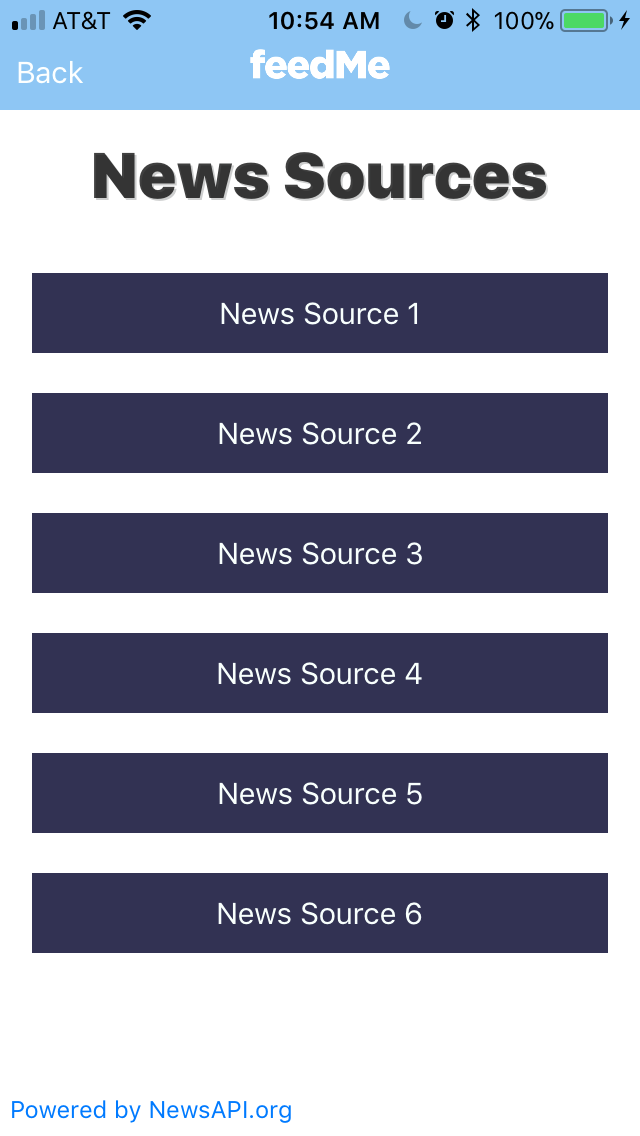 AT&T 10:54 AM 100%
Back feedMe
News Sources
News Source 1
News Source 2
News Source 3
News Source 4
News Source 5
News Source 6
Powered by NewsAPI.org